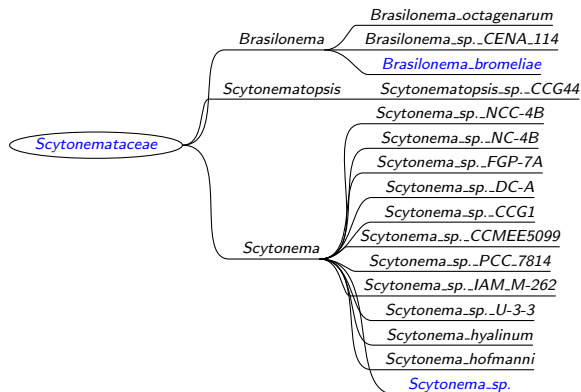 Brasilonema_octagenarum
Brasilonema
Brasilonema_sp._CENA_114
Brasilonema_bromeliae
Scytonematopsis
Scytonematopsis_sp._CCG44
Scytonema_sp._NCC-4B
Scytonema_sp._NC-4B
Scytonemataceae
Scytonema_sp._FGP-7A
Scytonema_sp._DC-A
Scytonema_sp._CCG1
Scytonema_sp._CCMEE5099
Scytonema
Scytonema_sp._PCC_7814
Scytonema_sp._IAM_M-262
Scytonema_sp._U-3-3
Scytonema_hyalinum
Scytonema_hofmanni
Scytonema_sp.